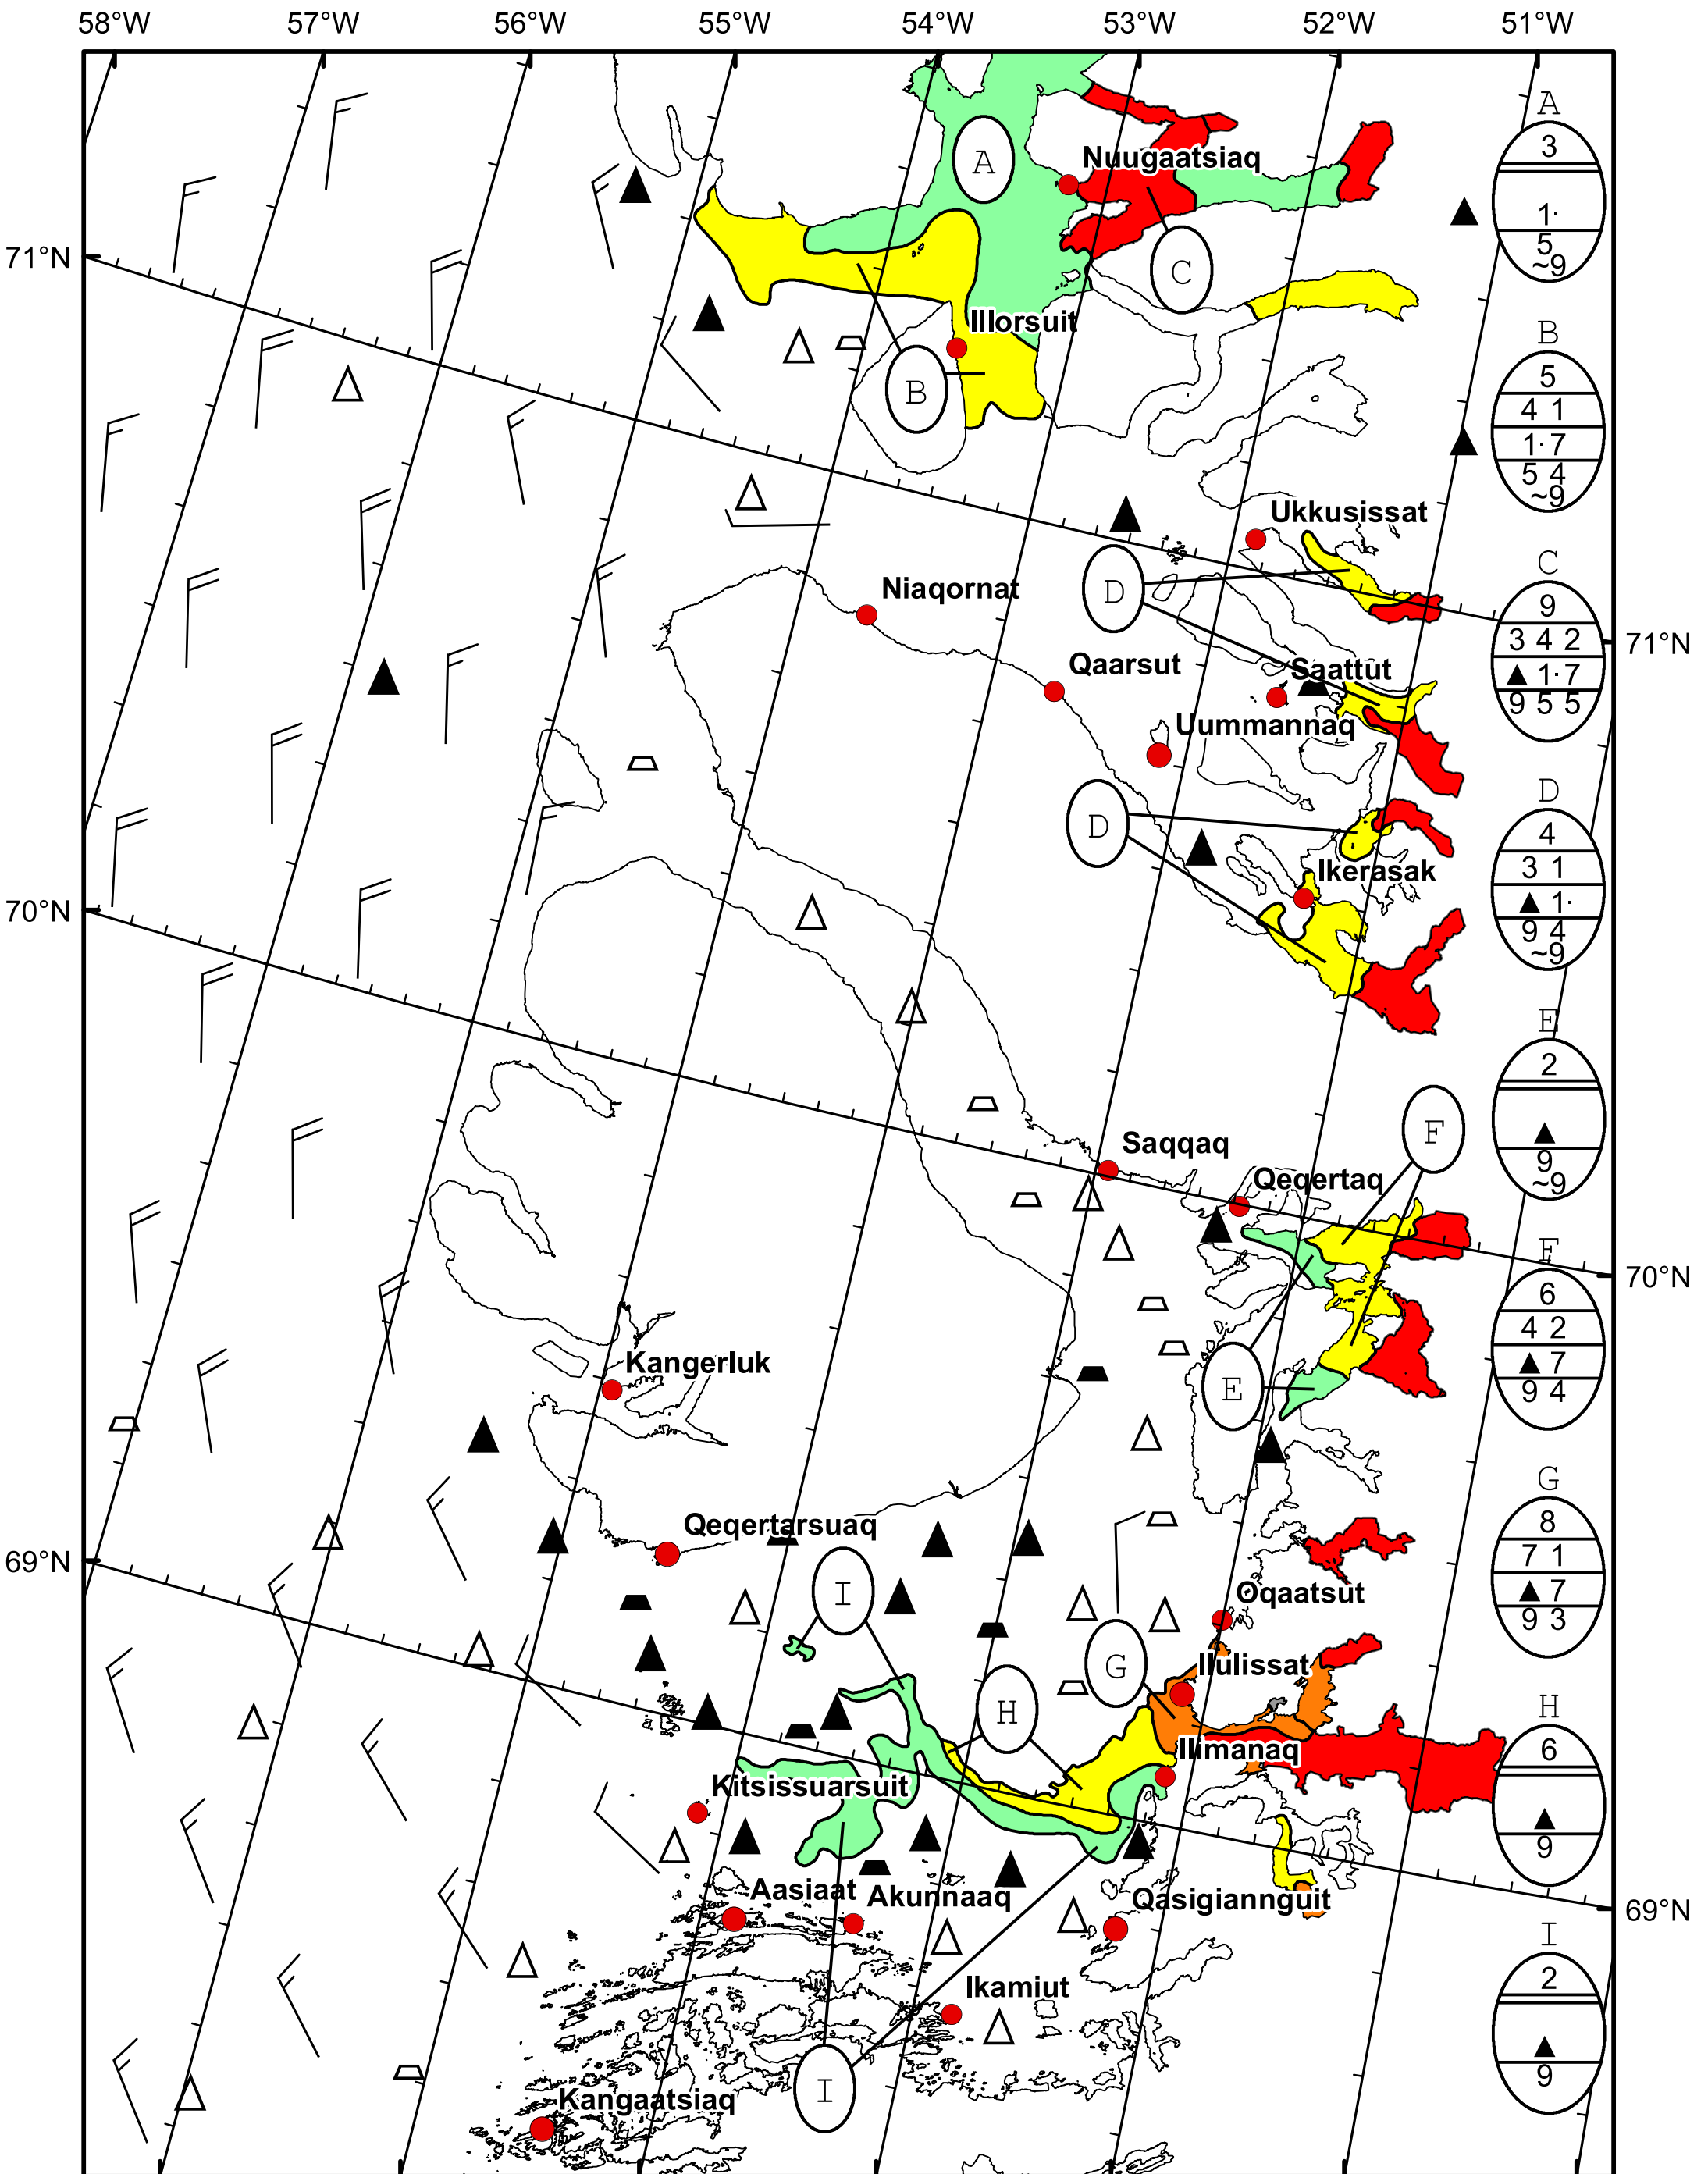 58°W 57°W 56°W 55°W 54°W 53°W 52°W 51°W
A
3
1·
5
~9
A
Nuugaatsiaq
71°N
C
Illorsuit
B
B
5
4 1
1· 7
5 4
~9
Ukkusissat
D
Niaqornat
C
9
3 4 2
▲ 1· 7
9 5 5
71°N
Qaarsut
Saattut
Uummannaq
D
D
4
3 1
▲ 1·
9 4
~9
Ikerasak
70°N
E
2
▲
9
~9
F
Saqqaq
Qeqertaq
F
6
4 2
▲ 7
9 4
70°N
Kangerluk
E
G
8
7 1
▲ 7
9 3
Qeqertarsuaq
69°N
I
Oqaatsut
G
Ilulissat
H
H
6
▲
9
Ilimanaq
Kitsissuarsuit
Aasiaat
Akunnaaq
Qasigiannguit
69°N
I
2
▲
9
Ikamiut
I
Kangaatsiaq